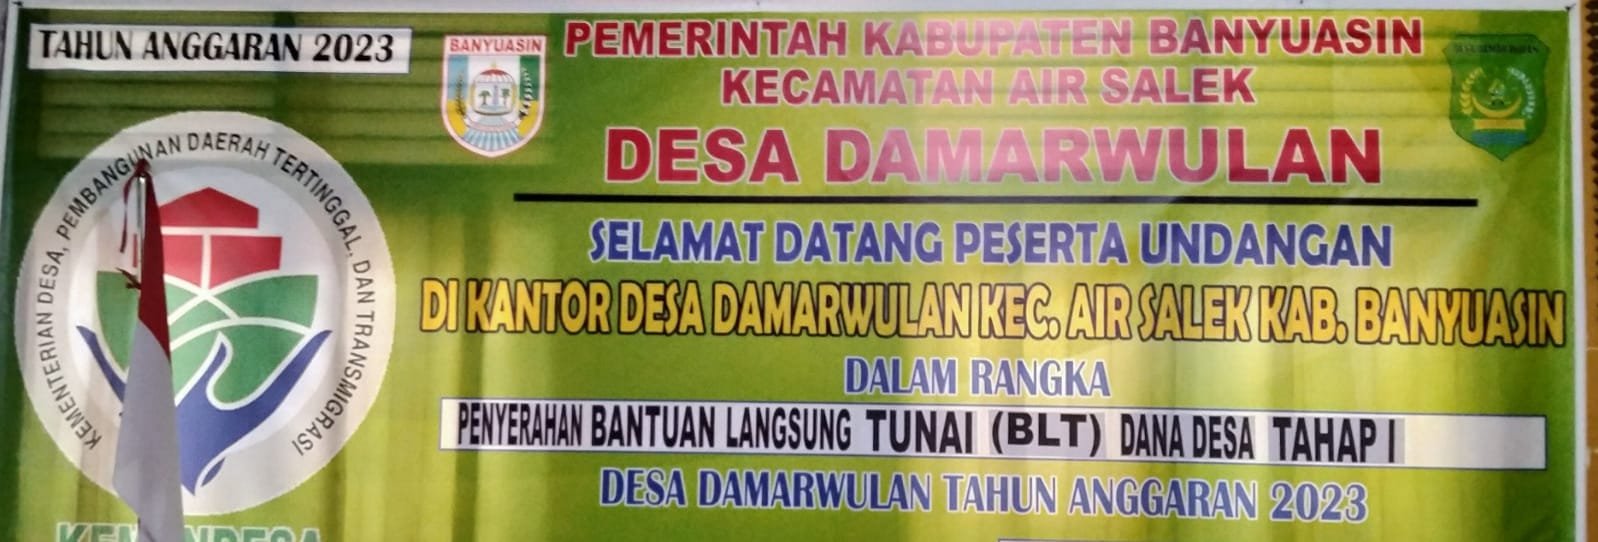 TAHUN ANGGARAN 2023
BANYUASIN
PEMERINTAH KABUPATEN BANYUASIN
KECAMATAN AIR SALEK
DESA DAMARWULAN
KEMENTERIAN DESA, PEMBANGUNAN DAERAH TERTINGGAL, DAN TRANSMIGRASI
SELAMAT DATANG PESERTA UNDANGAN
DI KANTOR DESA DAMARWULAN KEC. AIR SALEK KAB. BANYUASIN
DALAM RANGKA
PENYERAHAN BANTUAN LANGSUNG TUNAI (BLT) DANA DESA TAHAP I
DESA DAMARWULAN TAHUN ANGGARAN 2023